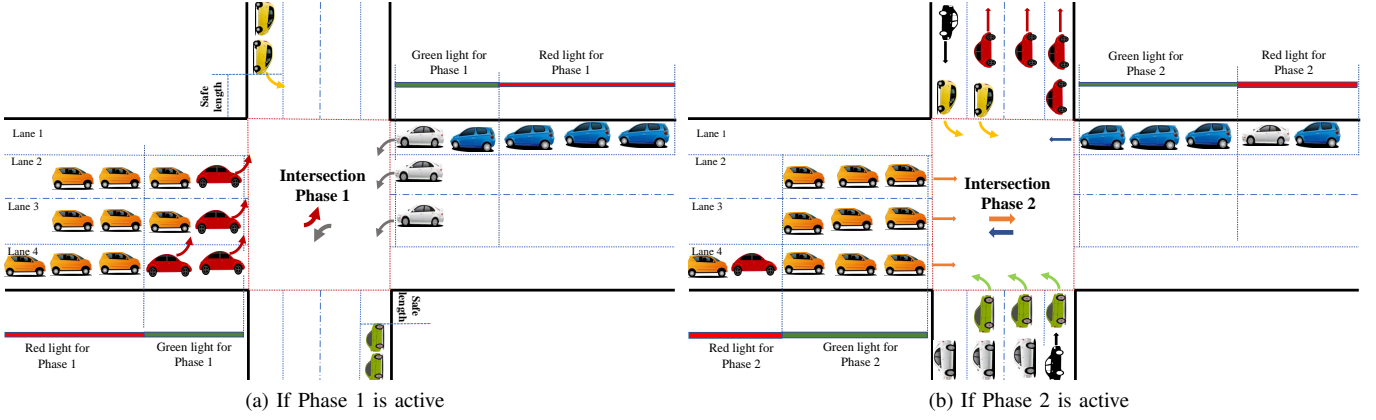 Safe
length
Green light for
Phase 1
Red light for
Phase 1
Lane 1
Lane 2
Lane 3
Lane 4
Intersection
Phase 1
Safe
length
Red light for
Phase 1
Green light for
Phase 1
(a) If Phase 1 is active
Green light for
Phase 2
Red light for
Phase 2
Lane 1
Lane 2
Lane 3
Lane 4
Intersection
Phase 2
Red light for
Phase 2
Green light for
Phase 2
(b) If Phase 2 is active